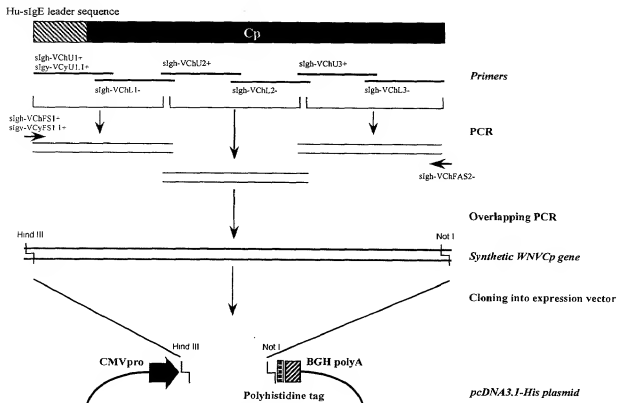 Hu-sIgE leader sequence
Cp
sIgh-VChU1+
sIgy-VCyU1.1+
sIgh-VChU2+
sIgh-VChU3+
Primers
sIgh-VChL1-
sIgh-VChL2-
sIgh-VChL3-
sIgh-VChFS1+
sIgy-VCyFS1 1+
PCR
sIgh-VChFAS2-
Overlapping PCR
Hind III
Not I
Synthetic WNVCp gene
Cloning into expression vector
Hind III
Not I
CMVpro
BGH polyA
Polyhistidine tag
pcDNA3.1-His plasmid